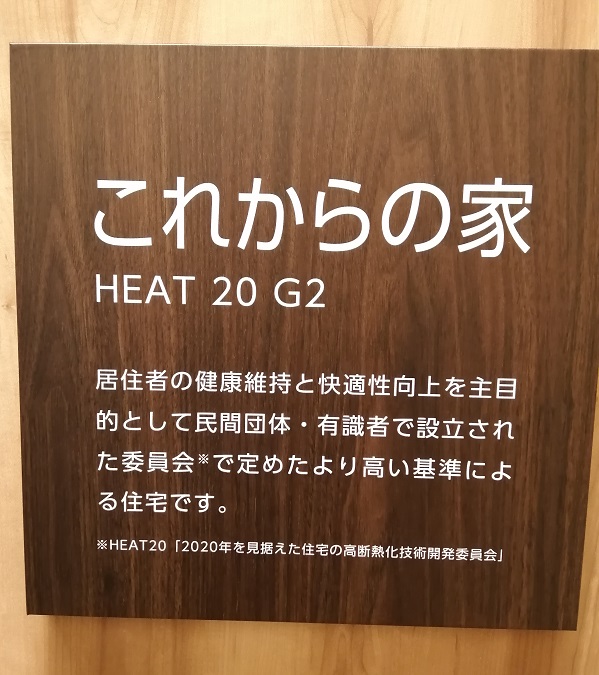 これからの家
HEAT 20 G2
居住者の健康維持と快適性向上を主目
的として民間団体・有識者で設立され
た委員会※で定めたより高い基準によ
る住宅です。
※HEAT20「2020年を見据えた住宅の高断熱化技術開発委員会」